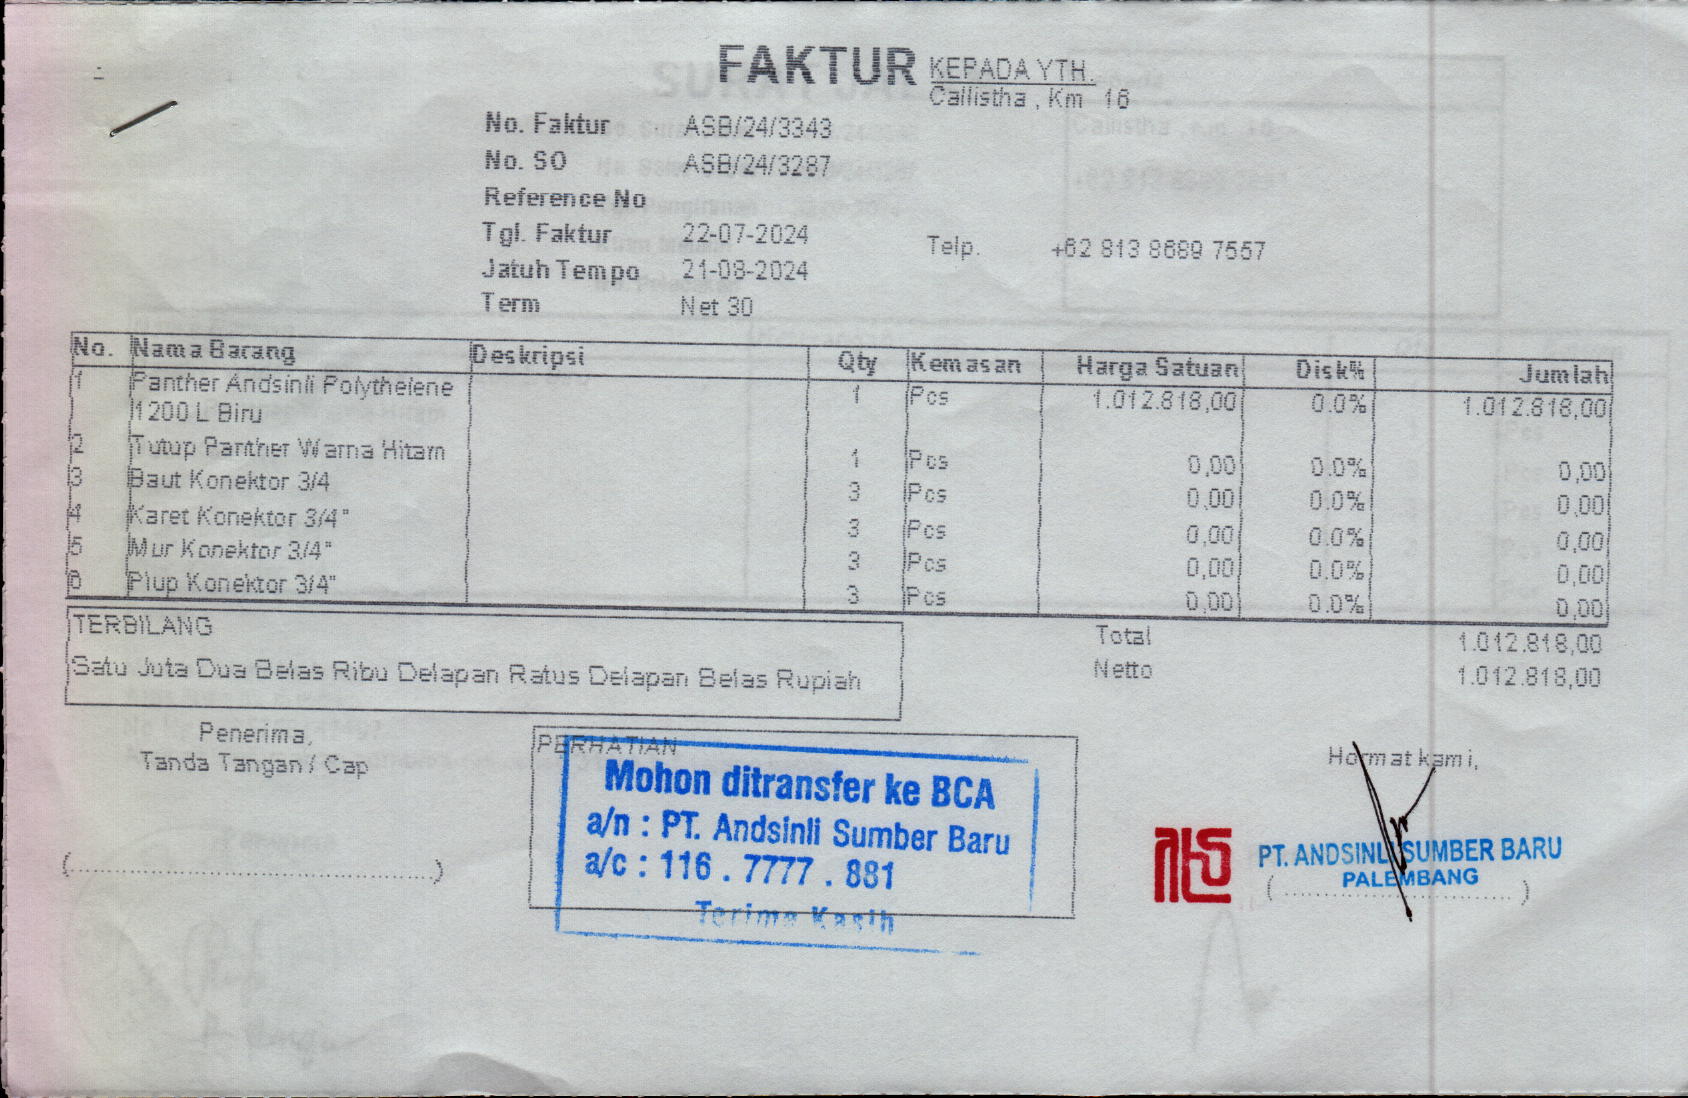 FAKTUR
KEPADA YTH.
Callistha , Km 16
No. Faktur ASB/24/3343
No. SO ASB/24/3287
Reference No
Tgl. Faktur 22-07-2024
Telp. +62 813 8689 7557
Jatuh Tempo 21-08-2024
Term Net 30
No. Nama Barang Deskripsi Qty Kemasan Harga Satuan Disk% Jumlah
1 Panther Andsinli Polythelene 1 Pcs 1.012.818,00 0.0% 1.012.818,00
1200 L Biru
2 Tutup Panther Warna Hitam 1 Pcs 0,00 0.0% 0,00
3 Baut Konektor 3/4 3 Pcs 0,00 0.0% 0,00
4 Karet Konektor 3/4" 3 Pcs 0,00 0.0% 0,00
5 Mur Konektor 3/4" 3 Pcs 0,00 0.0% 0,00
6 Plup Konektor 3/4" 3 Pcs 0,00 0.0% 0,00
TERBILANG
Satu Juta Dua Belas Ribu Delapan Ratus Delapan Belas Rupiah
Total 1.012.818,00
Netto 1.012.818,00
Penerima,
Tanda Tangan / Cap
PERHATIAN
Mohon ditransfer ke BCA
a/n : PT. Andsinli Sumber Baru
a/c : 116 . 7777 . 881
Terima Kasih
Hormat kami,
PT. ANDSINLI SUMBER BARU
PALEMBANG